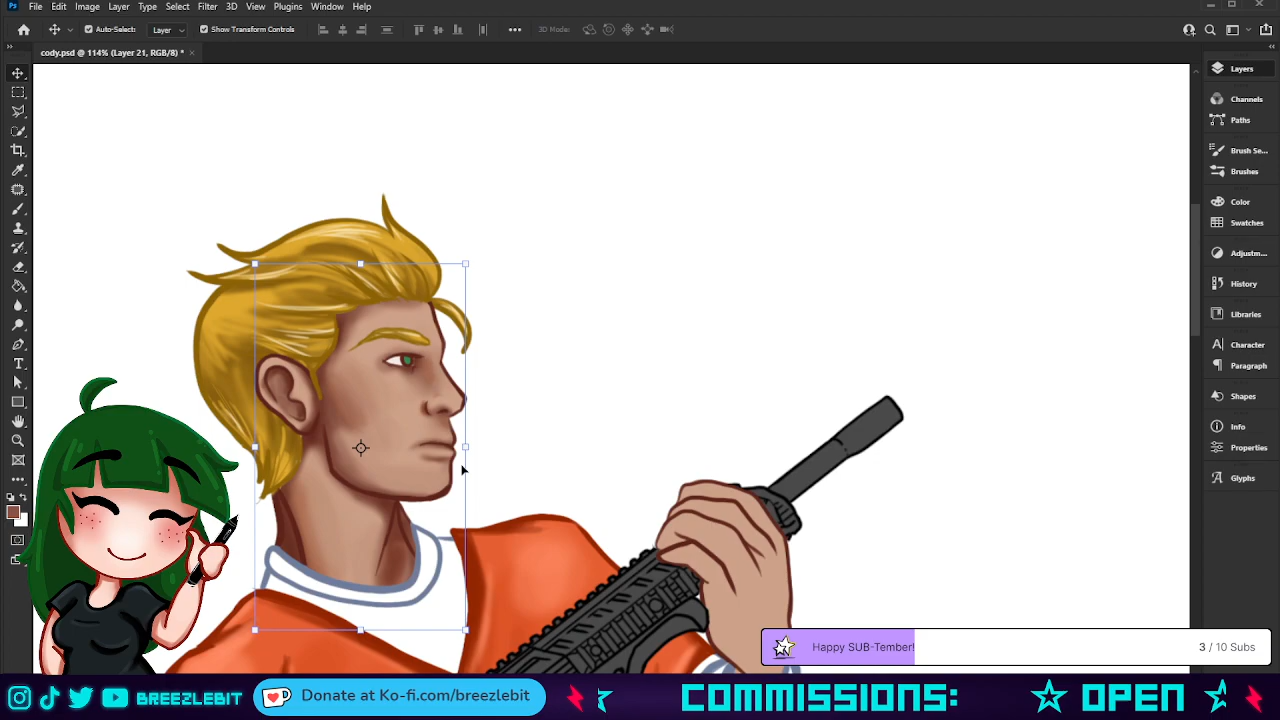 Ps File Edit Image Layer Type Select Filter 3D View Plugins Window Help
Auto-Select: Layer Show Transform Controls 3D Mode:
cody.psd @ 114% (Layer 21, RGB/8) *
Layers
Channels
Paths
Brush Se...
Brushes
Color
Swatches
Adjustm...
History
Libraries
Character
Paragraph
Shapes
Info
Properties
Glyphs
Happy SUB-Tember! 3 / 10 Subs
BREEZLEBIT Donate at Ko-fi.com/breezlebit COMMISSIONS: OPEN